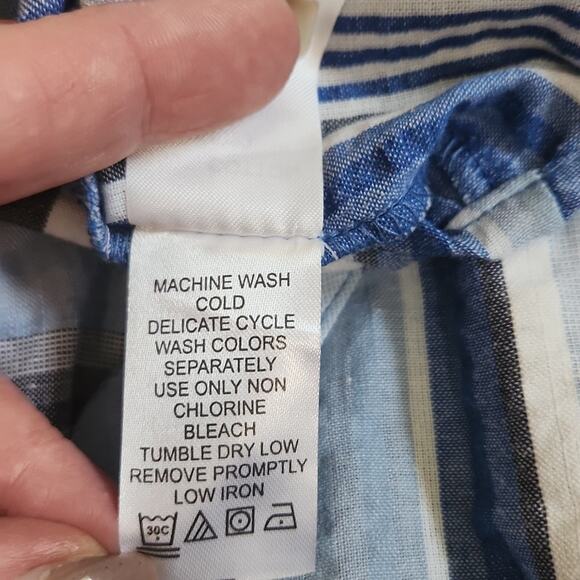 MACHINE WASH
COLD
DELICATE CYCLE
WASH COLORS
SEPARATELY
USE ONLY NON
CHLORINE
BLEACH
TUMBLE DRY LOW
REMOVE PROMPTLY
LOW IRON
30C